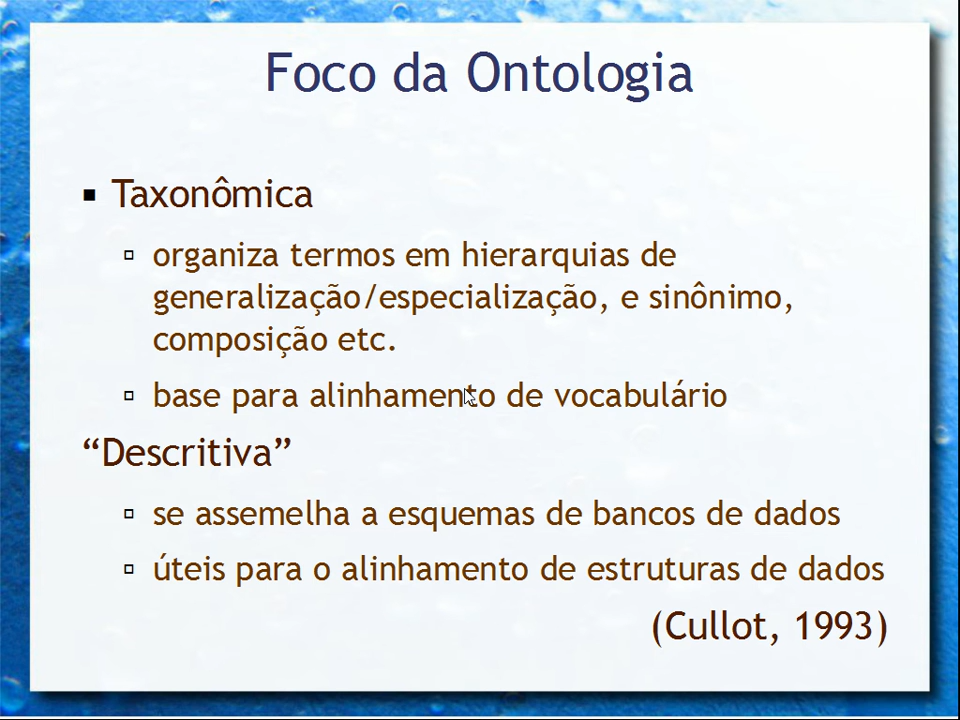 Foco da Ontologia
Taxonômica
organiza termos em hierarquias de
generalização/especialização, e sinônimo,
composição etc.
base para alinhamento de vocabulário
“Descritiva”
se assemelha a esquemas de bancos de dados
úteis para o alinhamento de estruturas de dados
(Cullot, 1993)